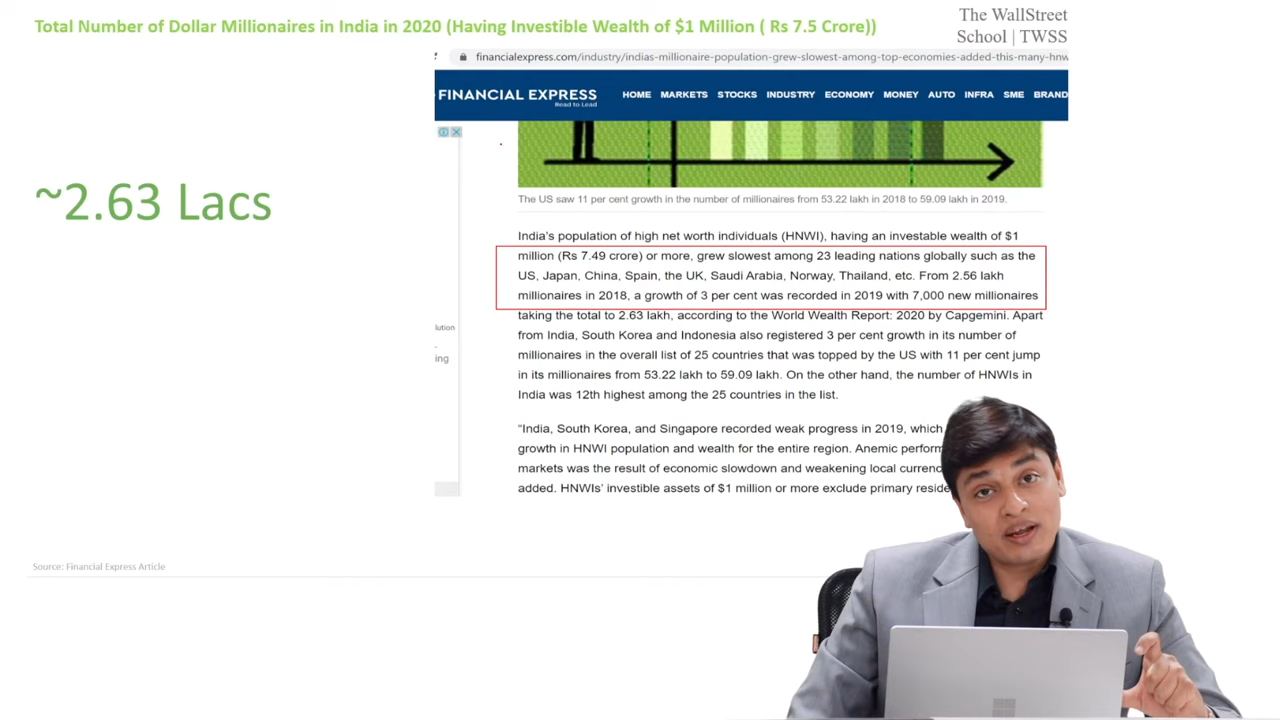 Total Number of Dollar Millionaires in India in 2020 (Having Investible Wealth of $1 Million ( Rs 7.5 Crore))
The WallStreet
School | TWSS
financialexpress.com/industry/indias-millionaire-population-grew-slowest-among-top-economies-added-this-many-hnw
FINANCIAL EXPRESS
Read to Lead
HOME MARKETS STOCKS INDUSTRY ECONOMY MONEY AUTO INFRA SME BRAND
~2.63 Lacs
The US saw 11 per cent growth in the number of millionaires from 53.22 lakh in 2018 to 59.09 lakh in 2019.
India's population of high net worth individuals (HNWI), having an investable wealth of $1
million (Rs 7.49 crore) or more, grew slowest among 23 leading nations globally such as the
US, Japan, China, Spain, the UK, Saudi Arabia, Norway, Thailand, etc. From 2.56 lakh
millionaires in 2018, a growth of 3 per cent was recorded in 2019 with 7,000 new millionaires
taking the total to 2.63 lakh, according to the World Wealth Report: 2020 by Capgemini. Apart
from India, South Korea and Indonesia also registered 3 per cent growth in its number of
millionaires in the overall list of 25 countries that was topped by the US with 11 per cent jump
in its millionaires from 53.22 lakh to 59.09 lakh. On the other hand, the number of HNWIs in
India was 12th highest among the 25 countries in the list.
lution
ing
"India, South Korea, and Singapore recorded weak progress in 2019, which
growth in HNWI population and wealth for the entire region. Anemic perform
markets was the result of economic slowdown and weakening local currenc
added. HNWIs' investible assets of $1 million or more exclude primary reside
Source: Financial Express Article